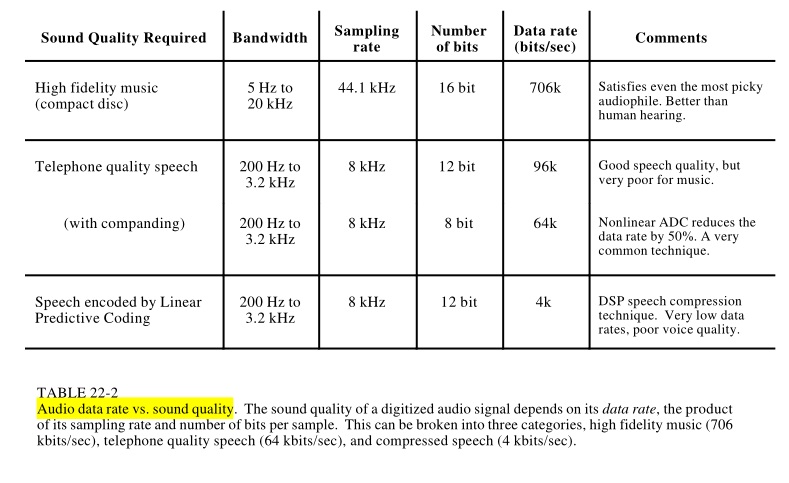 Sound Quality Required
Bandwidth
Sampling
rate
Number
of bits
Data rate
(bits/sec)
Comments
High fidelity music
(compact disc)
5 Hz to
20 kHz
44.1 kHz
16 bit
706k
Satisfies even the most picky
audiophile. Better than
human hearing.
Telephone quality speech
200 Hz to
3.2 kHz
8 kHz
12 bit
96k
Good speech quality, but
very poor for music.
(with companding)
200 Hz to
3.2 kHz
8 kHz
8 bit
64k
Nonlinear ADC reduces the
data rate by 50%. A very
common technique.
Speech encoded by Linear
Predictive Coding
200 Hz to
3.2 kHz
8 kHz
12 bit
4k
DSP speech compression
technique. Very low data
rates, poor voice quality.
TABLE 22-2
Audio data rate vs. sound quality. The sound quality of a digitized audio signal depends on its data rate, the product
of its sampling rate and number of bits per sample. This can be broken into three categories, high fidelity music (706
kbits/sec), telephone quality speech (64 kbits/sec), and compressed speech (4 kbits/sec).